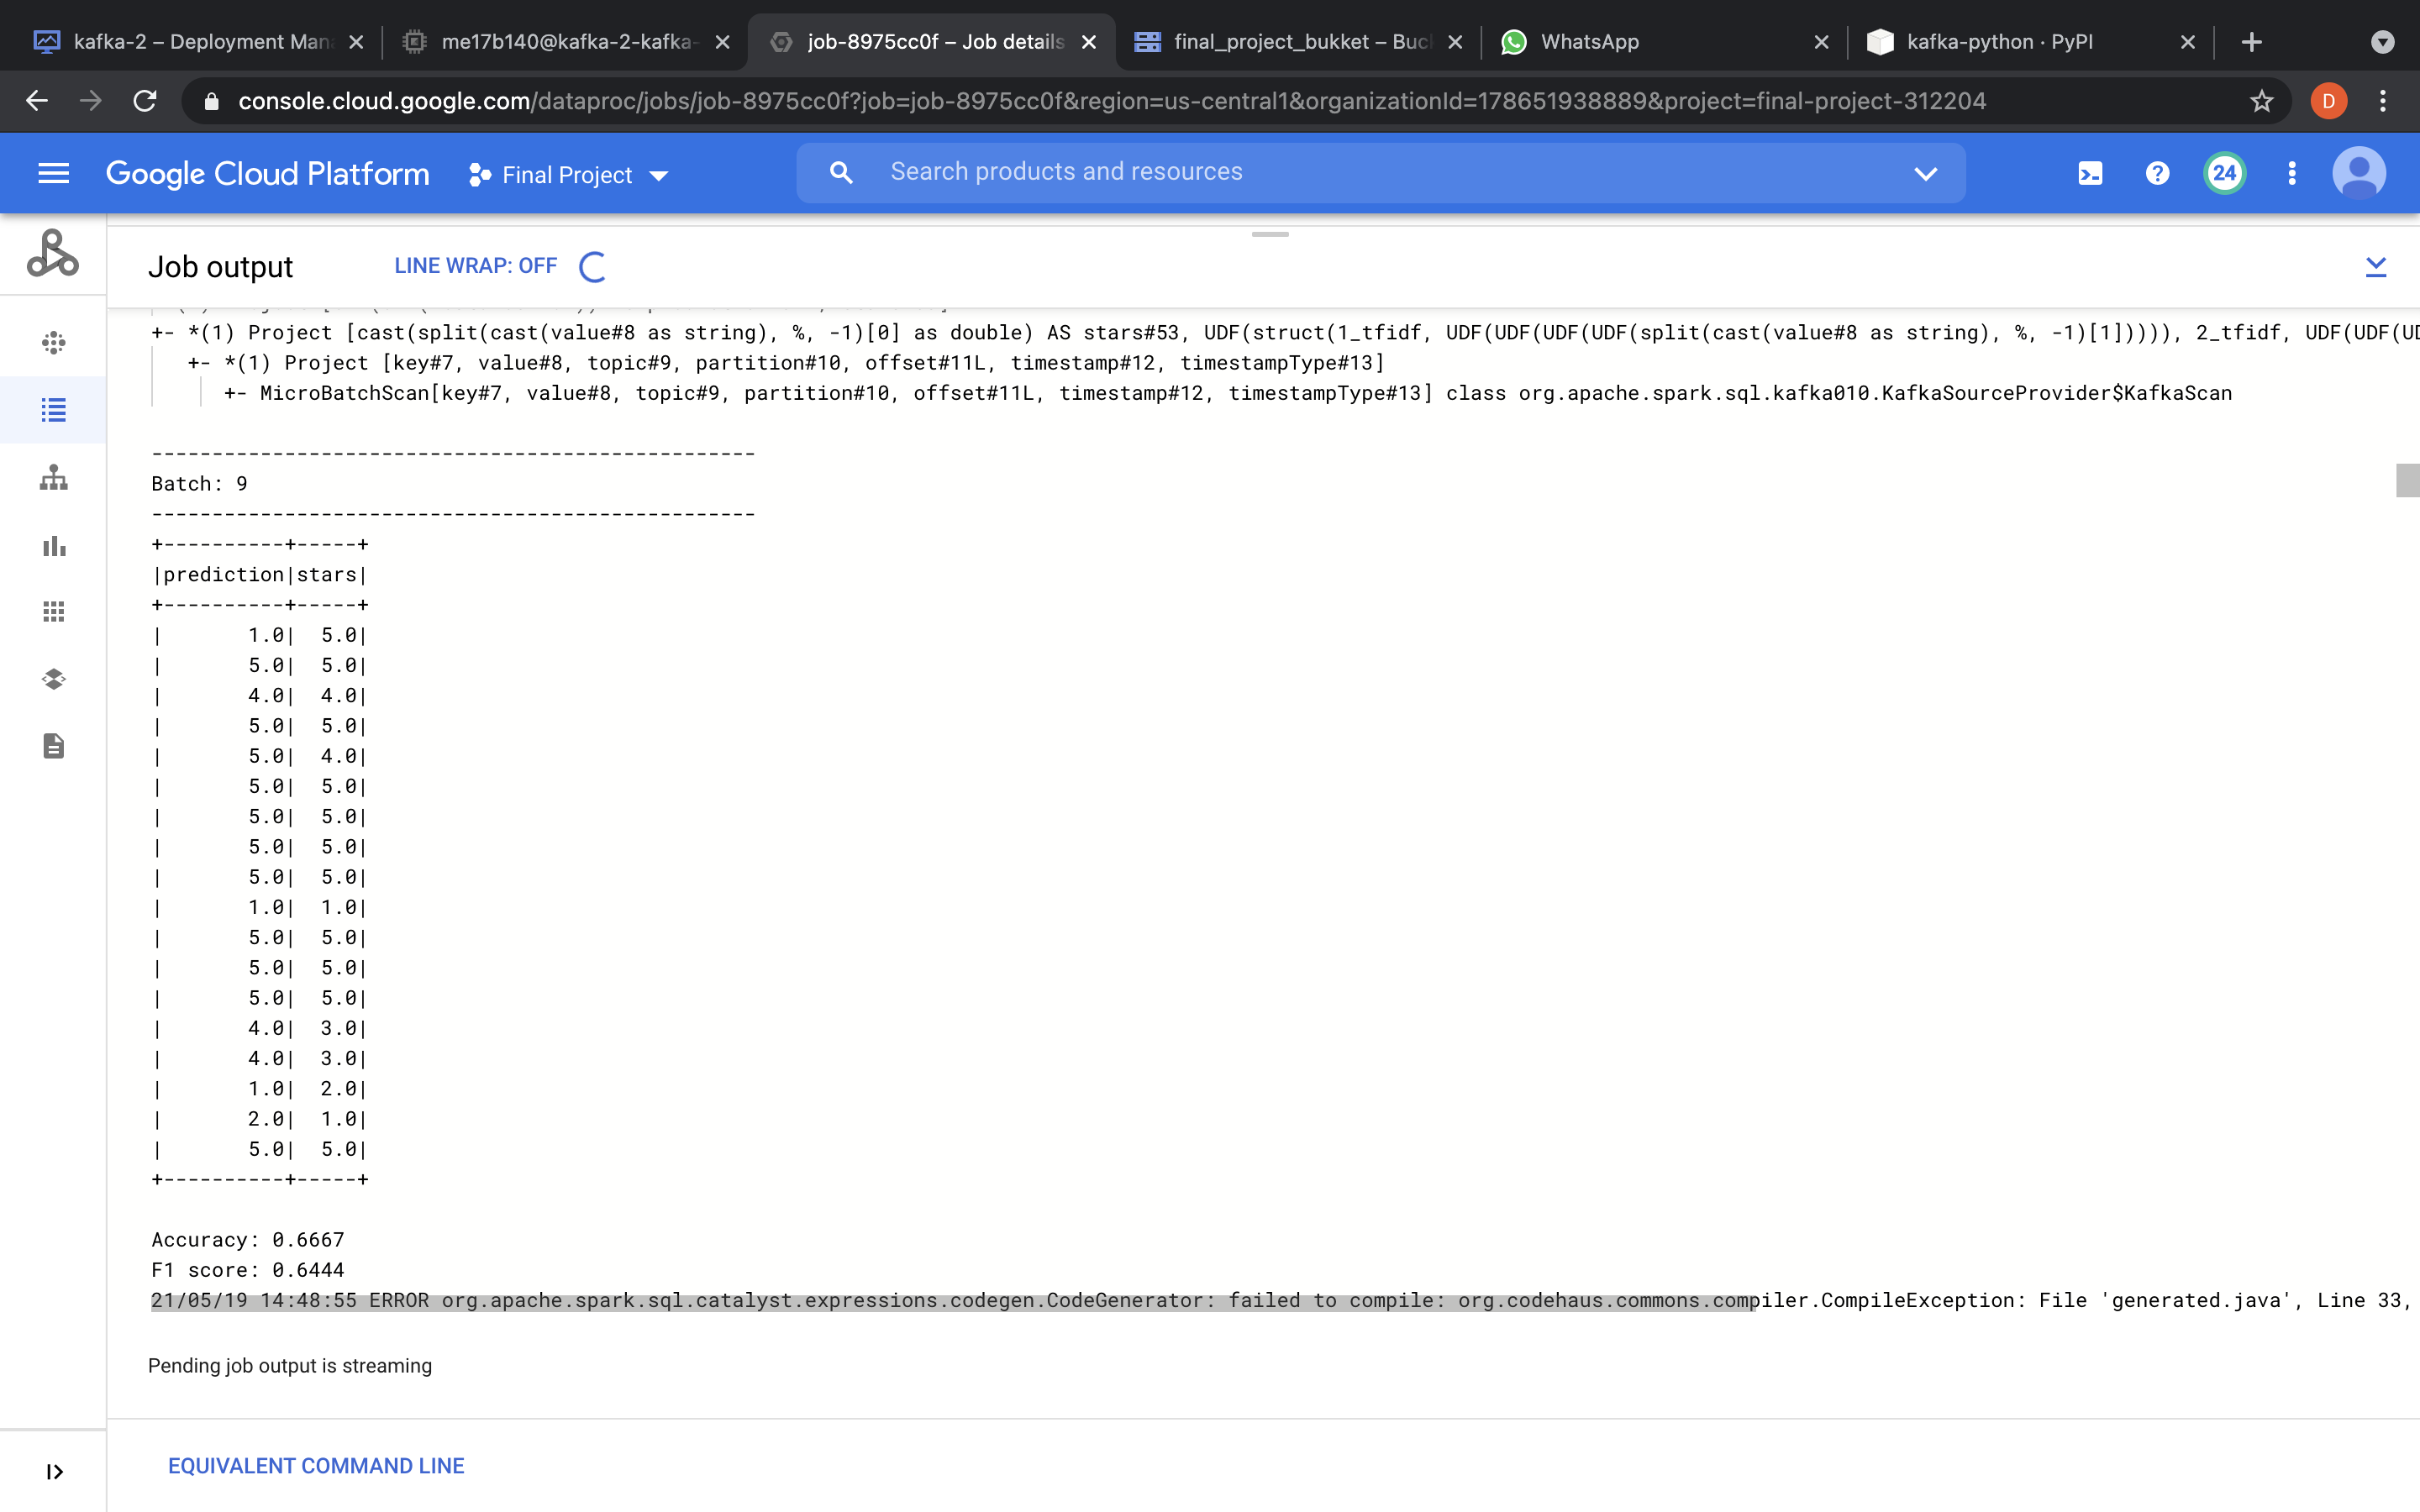 kafka-2 – Deployment Man
me17b140@kafka-2-kafka-
job-8975cc0f – Job details
final_project_bukket – Buc
WhatsApp
kafka-python · PyPI
console.cloud.google.com/dataproc/jobs/job-8975cc0f?job=job-8975cc0f&region=us-central1&organizationId=178651938889&project=final-project-312204
D
Google Cloud Platform
Final Project
Search products and resources
24
Job output
LINE WRAP: OFF
+- *(1) Project [cast(split(cast(value#8 as string), %, -1)[0] as double) AS stars#53, UDF(struct(1_tfidf, UDF(UDF(UDF(UDF(split(cast(value#8 as string), %, -1)[1])))), 2_tfidf, UDF(UDF(UD
+- *(1) Project [key#7, value#8, topic#9, partition#10, offset#11L, timestamp#12, timestampType#13]
+- MicroBatchScan[key#7, value#8, topic#9, partition#10, offset#11L, timestamp#12, timestampType#13] class org.apache.spark.sql.kafka010.KafkaSourceProvider$KafkaScan
--------------------------------------------------
Batch: 9
--------------------------------------------------
+----------+-----+
|prediction|stars|
+----------+-----+
|       1.0|  5.0|
|       5.0|  5.0|
|       4.0|  4.0|
|       5.0|  5.0|
|       5.0|  4.0|
|       5.0|  5.0|
|       5.0|  5.0|
|       5.0|  5.0|
|       5.0|  5.0|
|       1.0|  1.0|
|       5.0|  5.0|
|       5.0|  5.0|
|       5.0|  5.0|
|       4.0|  3.0|
|       4.0|  3.0|
|       1.0|  2.0|
|       2.0|  1.0|
|       5.0|  5.0|
+----------+-----+
Accuracy: 0.6667
F1 score: 0.6444
21/05/19 14:48:55 ERROR org.apache.spark.sql.catalyst.expressions.codegen.CodeGenerator: failed to compile: org.codehaus.commons.compiler.CompileException: File 'generated.java', Line 33,
Pending job output is streaming
EQUIVALENT COMMAND LINE